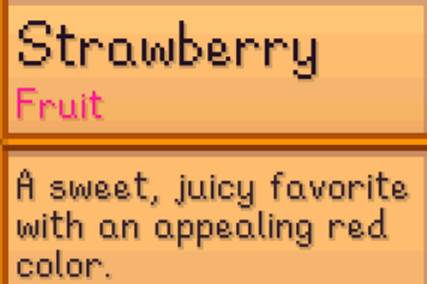 Strawberry
Fruit
A sweet, juicy favorite
with an appealing red
color.